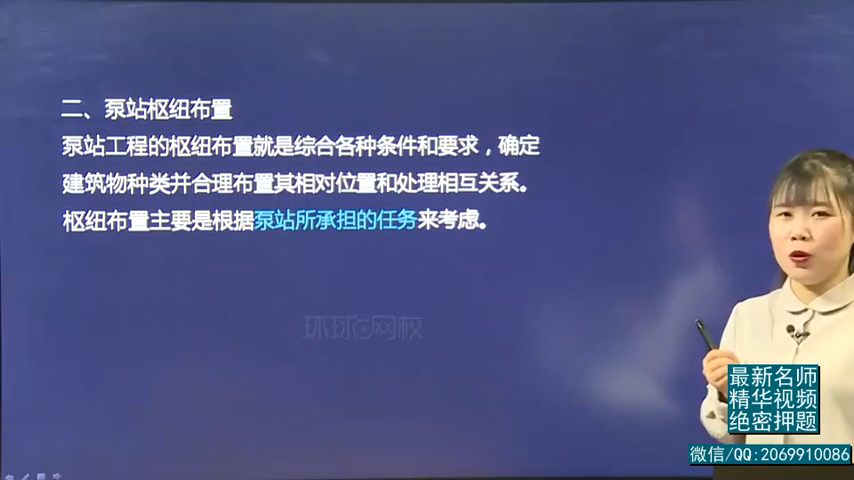 二、泵站枢纽布置
泵站工程的枢纽布置就是综合各种条件和要求，确定
建筑物种类并合理布置其相对位置和处理相互关系。
枢纽布置主要是根据泵站所承担的任务来考虑。
环球网校
最新名师
精华视频
绝密押题
微信/QQ:2069910086